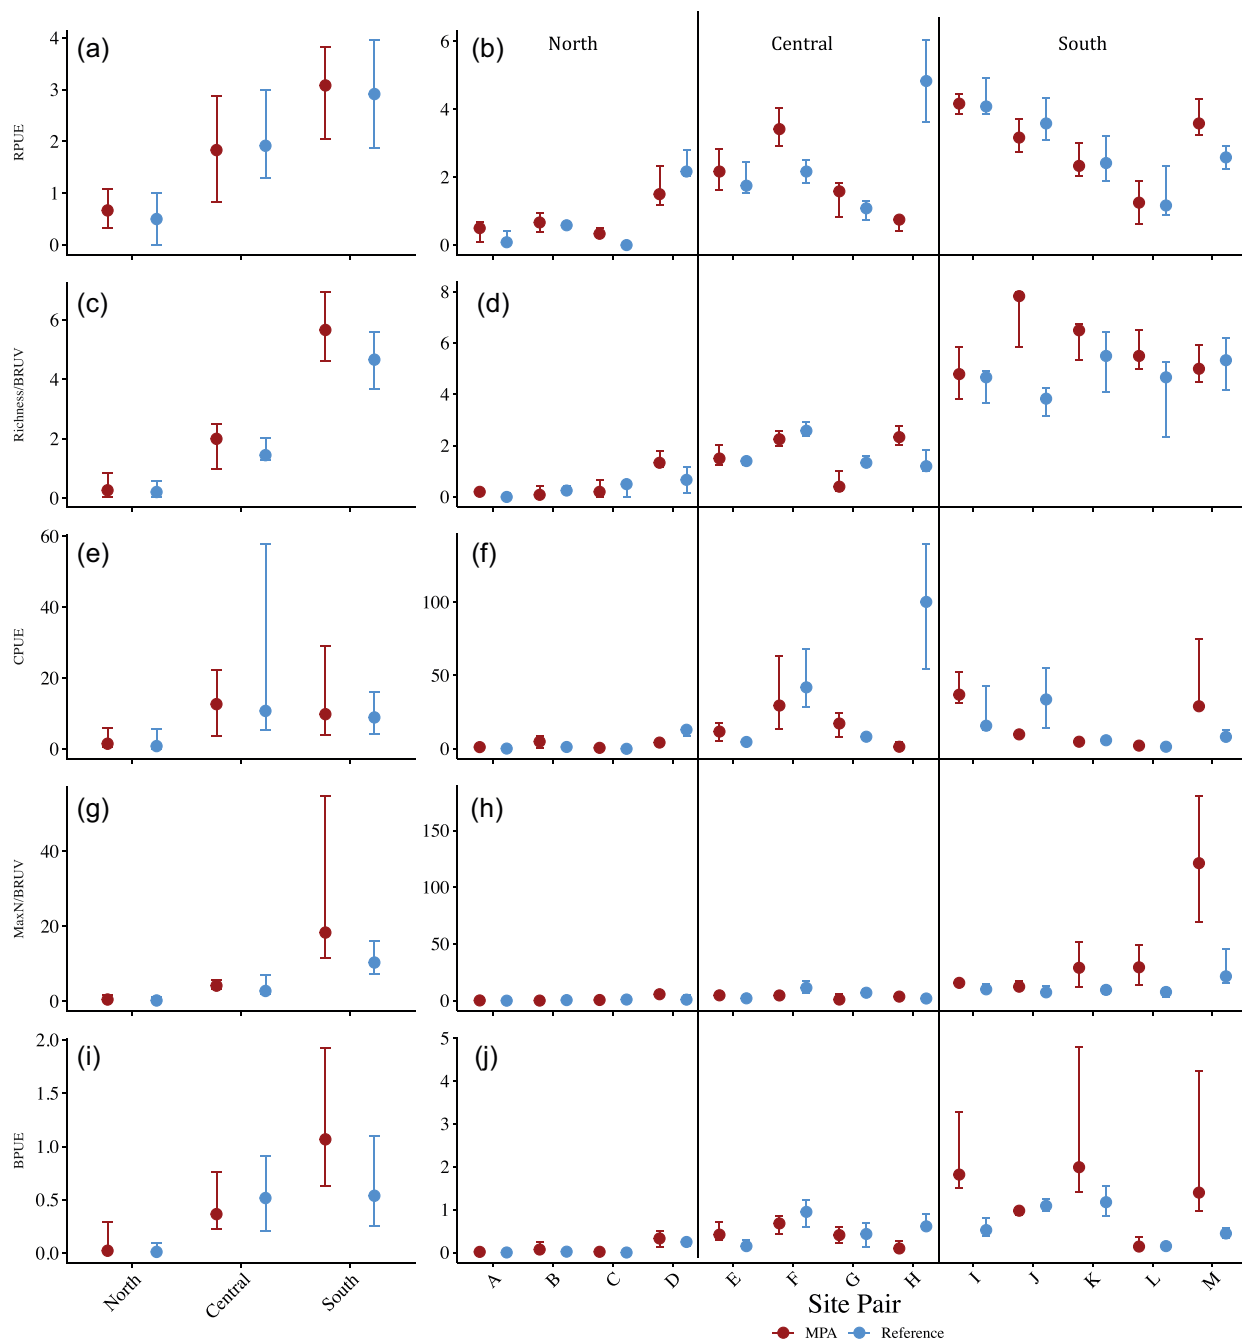 (a)
RPUE
4
3
2
1
0
(b)
North
Central
South
6
4
2
0
(c)
Richness/BRUV
6
4
2
0
(d)
8
6
4
2
0
(e)
CPUE
60
40
20
0
(f)
100
50
0
(g)
MaxN/BRUV
40
20
0
(h)
150
100
50
0
(i)
BPUE
2.0
1.5
1.0
0.5
0.0
(j)
5
4
3
2
1
0
North
Central
South
A
B
C
D
E
F
G
H
I
J
K
L
M
Site Pair
MPA
Reference